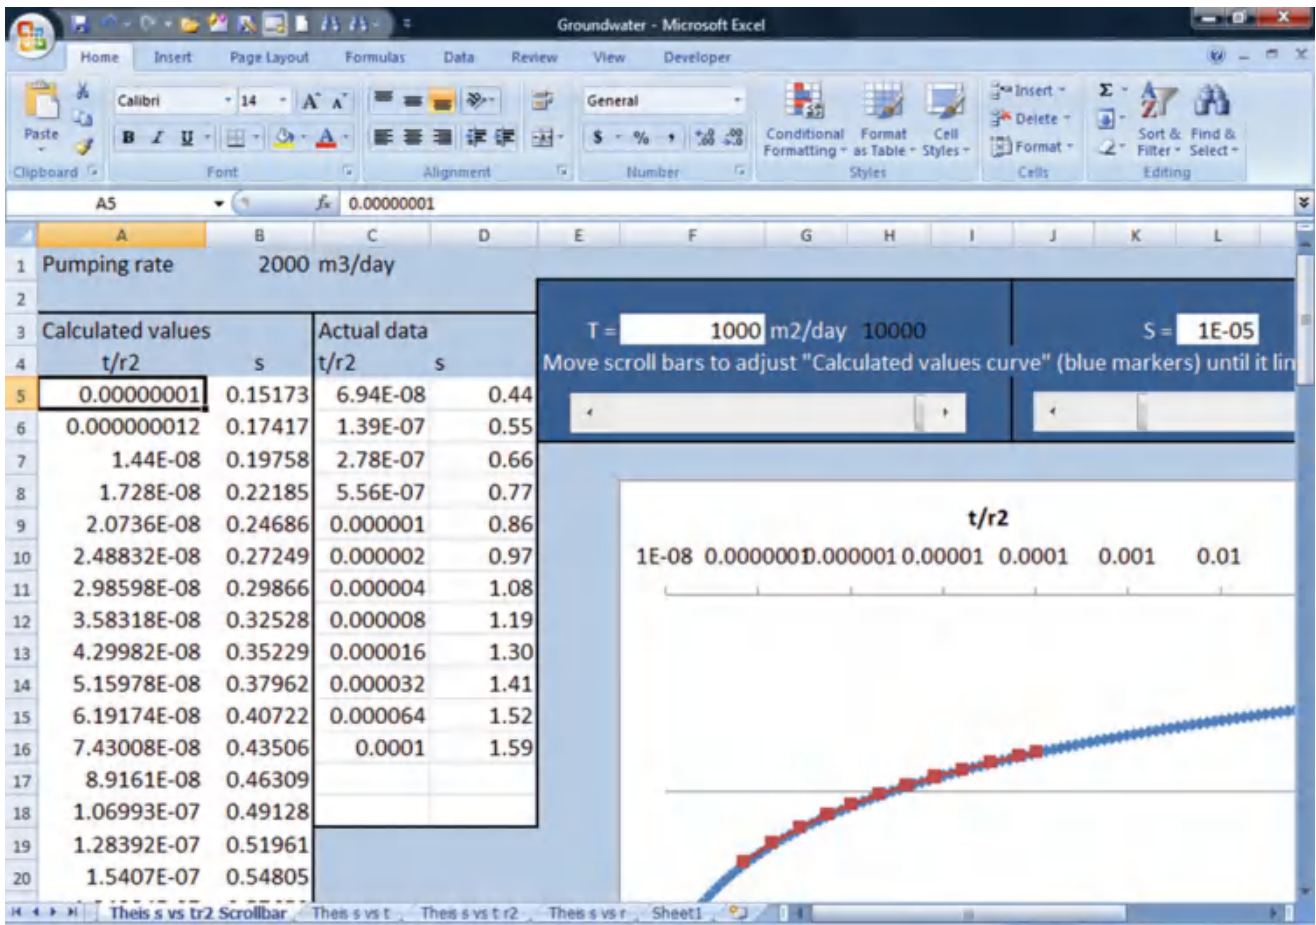 Groundwater - Microsoft Excel
Home Insert Page Layout Formulas Data Review View Developer
Calibri 14 A A General Insert Σ
Paste B I U A $ % , Conditional Formatting Format as Table Cell Styles Delete Format Sort & Filter Find & Select
Clipboard Font Alignment Number Styles Cells Editing
A5 fx 0.00000001
A B C D E F G H I J K L
1 Pumping rate 2000 m3/day
2
3 Calculated values Actual data T = 1000 m2/day 10000 S = 1E-05
4 t/r2 s t/r2 s Move scroll bars to adjust "Calculated values curve" (blue markers) until it lin
5 0.00000001 0.15173 6.94E-08 0.44
6 0.000000012 0.17417 1.39E-07 0.55
7 1.44E-08 0.19758 2.78E-07 0.66
8 1.728E-08 0.22185 5.56E-07 0.77
9 2.0736E-08 0.24686 0.000001 0.86
10 2.48832E-08 0.27249 0.000002 0.97
11 2.98598E-08 0.29866 0.000004 1.08
12 3.58318E-08 0.32528 0.000008 1.19
13 4.29982E-08 0.35229 0.000016 1.30
14 5.15978E-08 0.37962 0.000032 1.41
15 6.19174E-08 0.40722 0.000064 1.52
16 7.43008E-08 0.43506 0.0001 1.59
17 8.9161E-08 0.46309
18 1.06993E-07 0.49128
19 1.28392E-07 0.51961
20 1.5407E-07 0.54805
t/r2
1E-08 0.0000001 0.000001 0.00001 0.0001 0.001 0.01
Theis s vs tr2 Scrollbar Theis s vs t Theis s vs t r2 Theis s vs r Sheet1